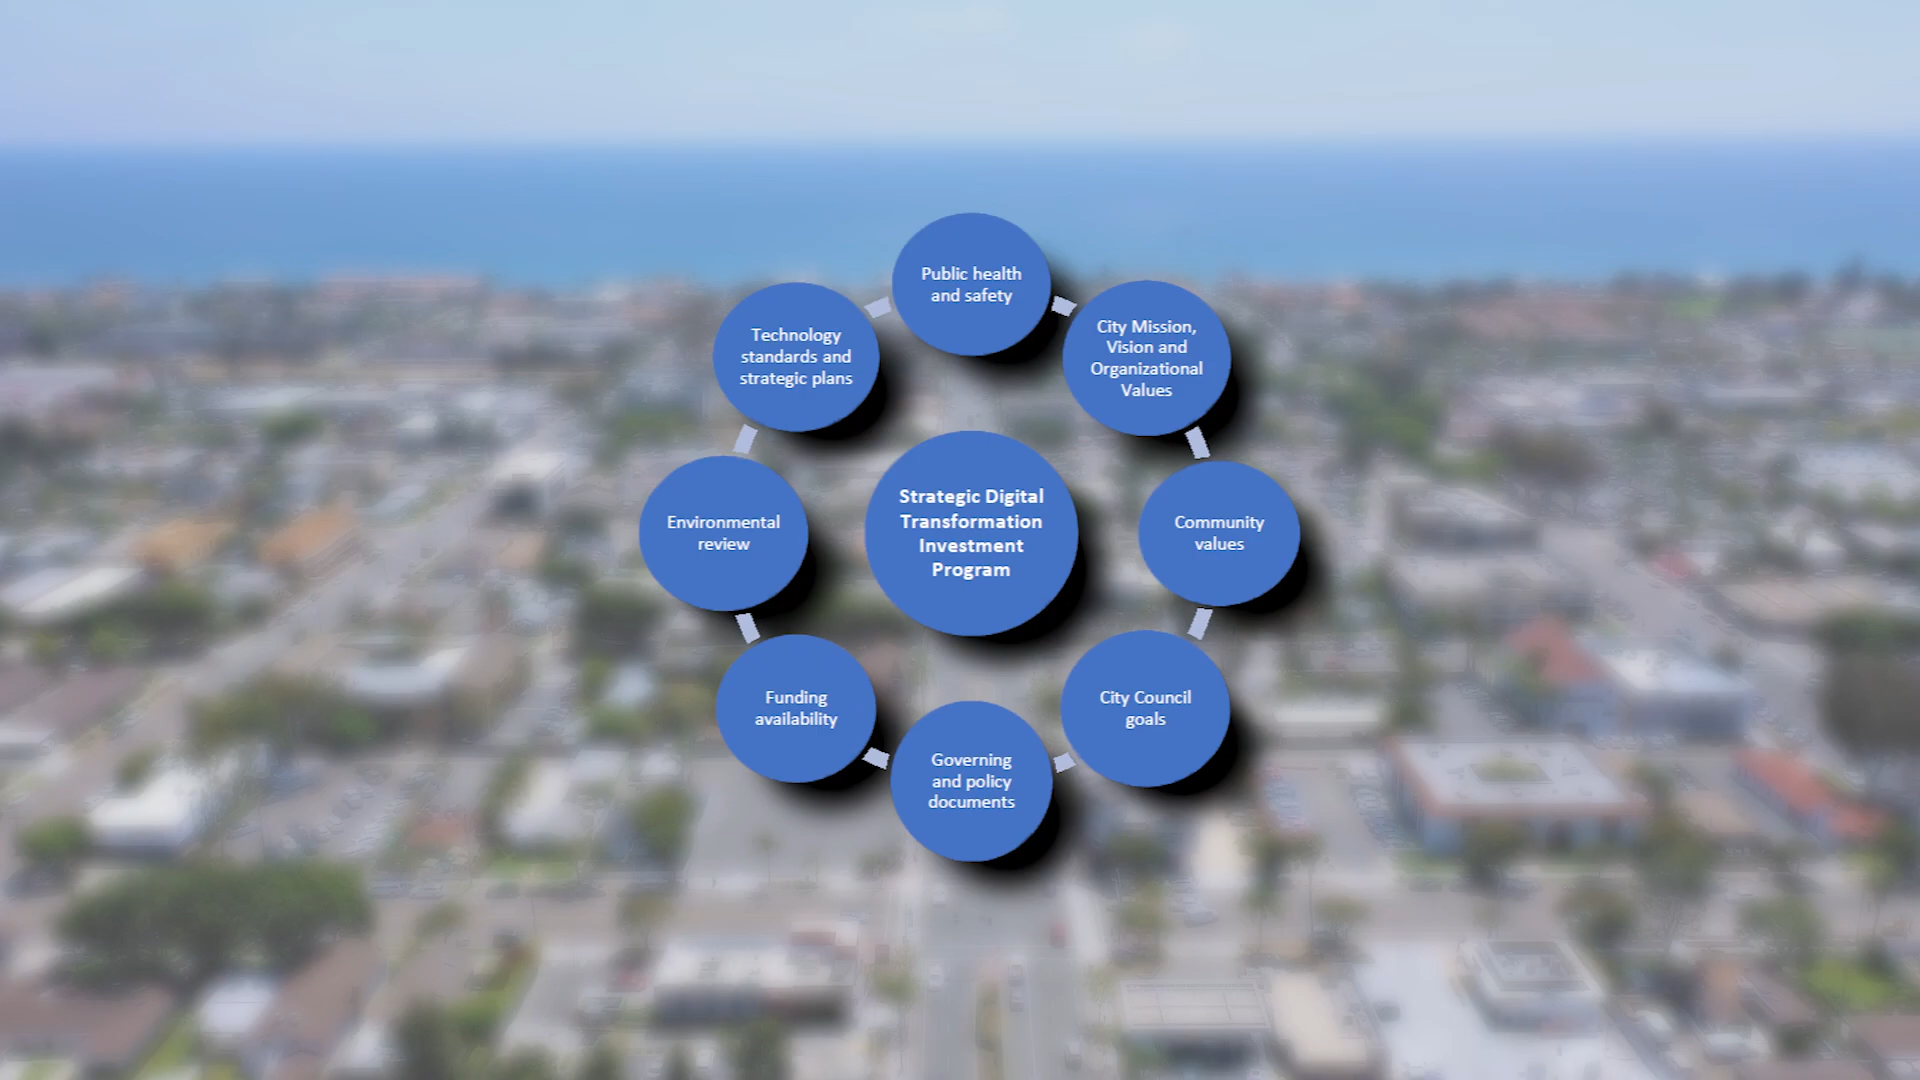 Public health
and safety
City Mission,
Vision and
Organizational
Values
Community
values
City Council
goals
Governing
and policy
documents
Funding
availability
Environmental
review
Technology
standards and
strategic plans
Strategic Digital
Transformation
Investment
Program